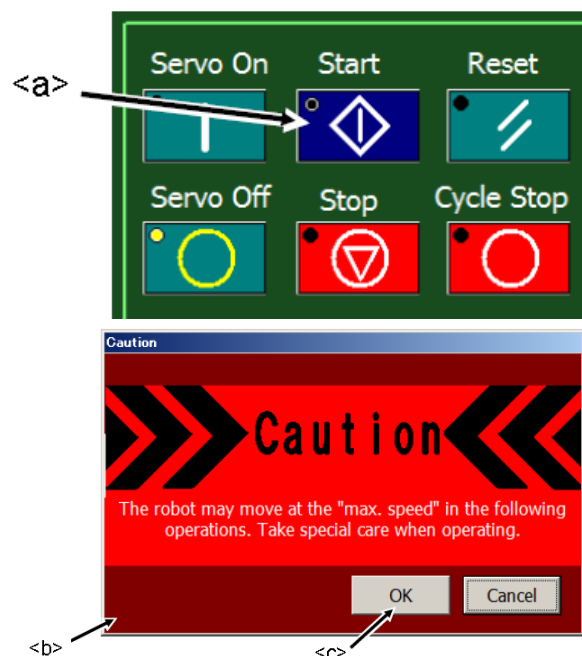 Servo On Start Reset
<a>
Servo Off Stop Cycle Stop
Caution
Caution
The robot may move at the "max. speed" in the following
operations. Take special care when operating.
OK Cancel
<b> <c>